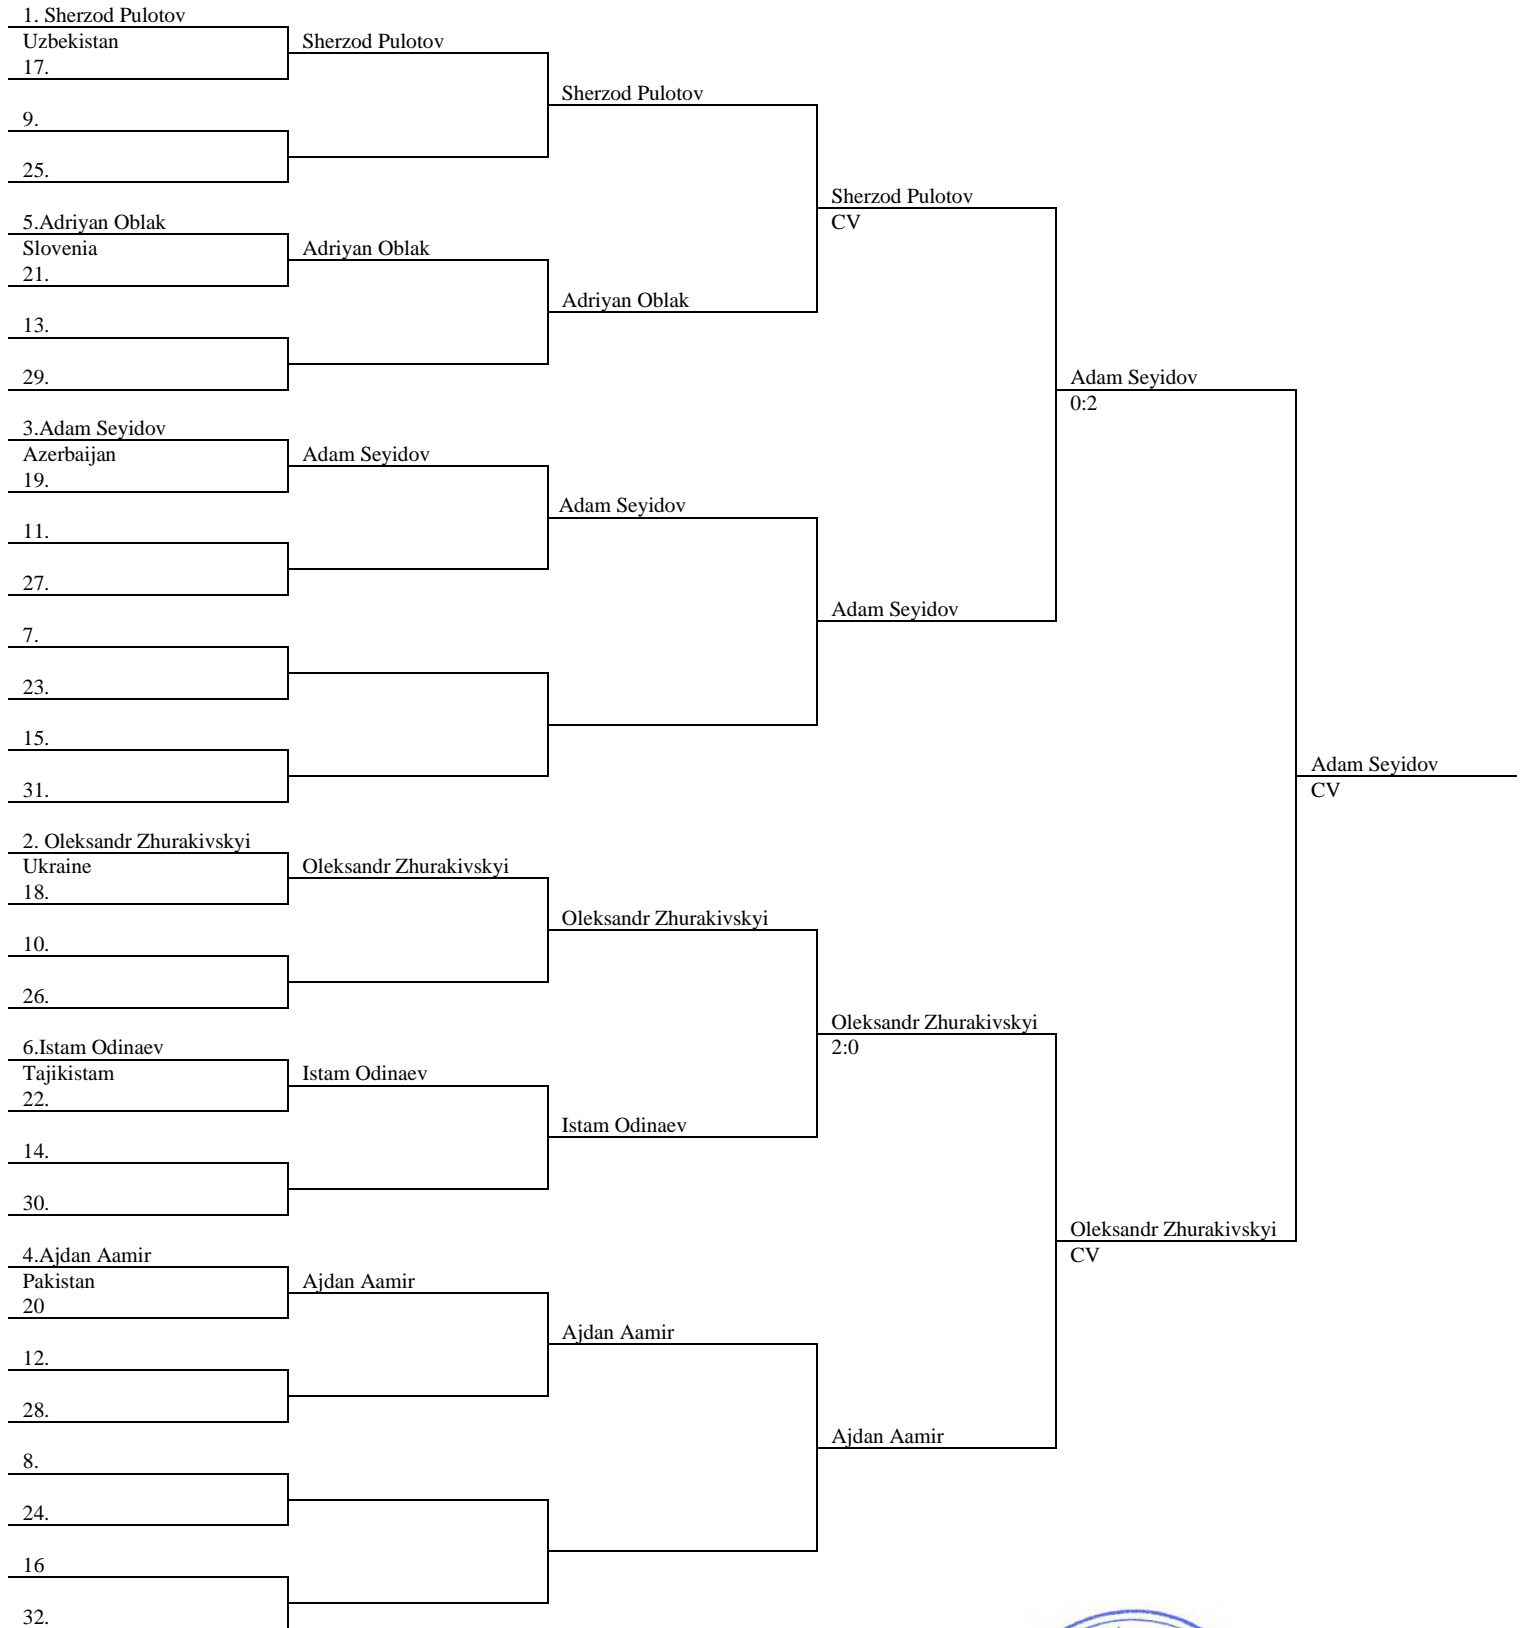 1. Sherzod Pulotov
Uzbekistan
Sherzod Pulotov
17.
Sherzod Pulotov
9.
25.
Sherzod Pulotov
CV
5.Adriyan Oblak
Slovenia
Adriyan Oblak
21.
Adriyan Oblak
13.
29.
Adam Seyidov
0:2
3.Adam Seyidov
Azerbaijan
Adam Seyidov
19.
Adam Seyidov
11.
27.
Adam Seyidov
7.
23.
15.
31.
Adam Seyidov
CV
2. Oleksandr Zhurakivskyi
Ukraine
Oleksandr Zhurakivskyi
18.
Oleksandr Zhurakivskyi
10.
26.
Oleksandr Zhurakivskyi
2:0
6.Istam Odinaev
Tajikistam
Istam Odinaev
22.
Istam Odinaev
14.
30.
Oleksandr Zhurakivskyi
CV
4.Ajdan Aamir
Pakistan
Ajdan Aamir
20
Ajdan Aamir
12.
28.
Ajdan Aamir
8.
24.
16
32.